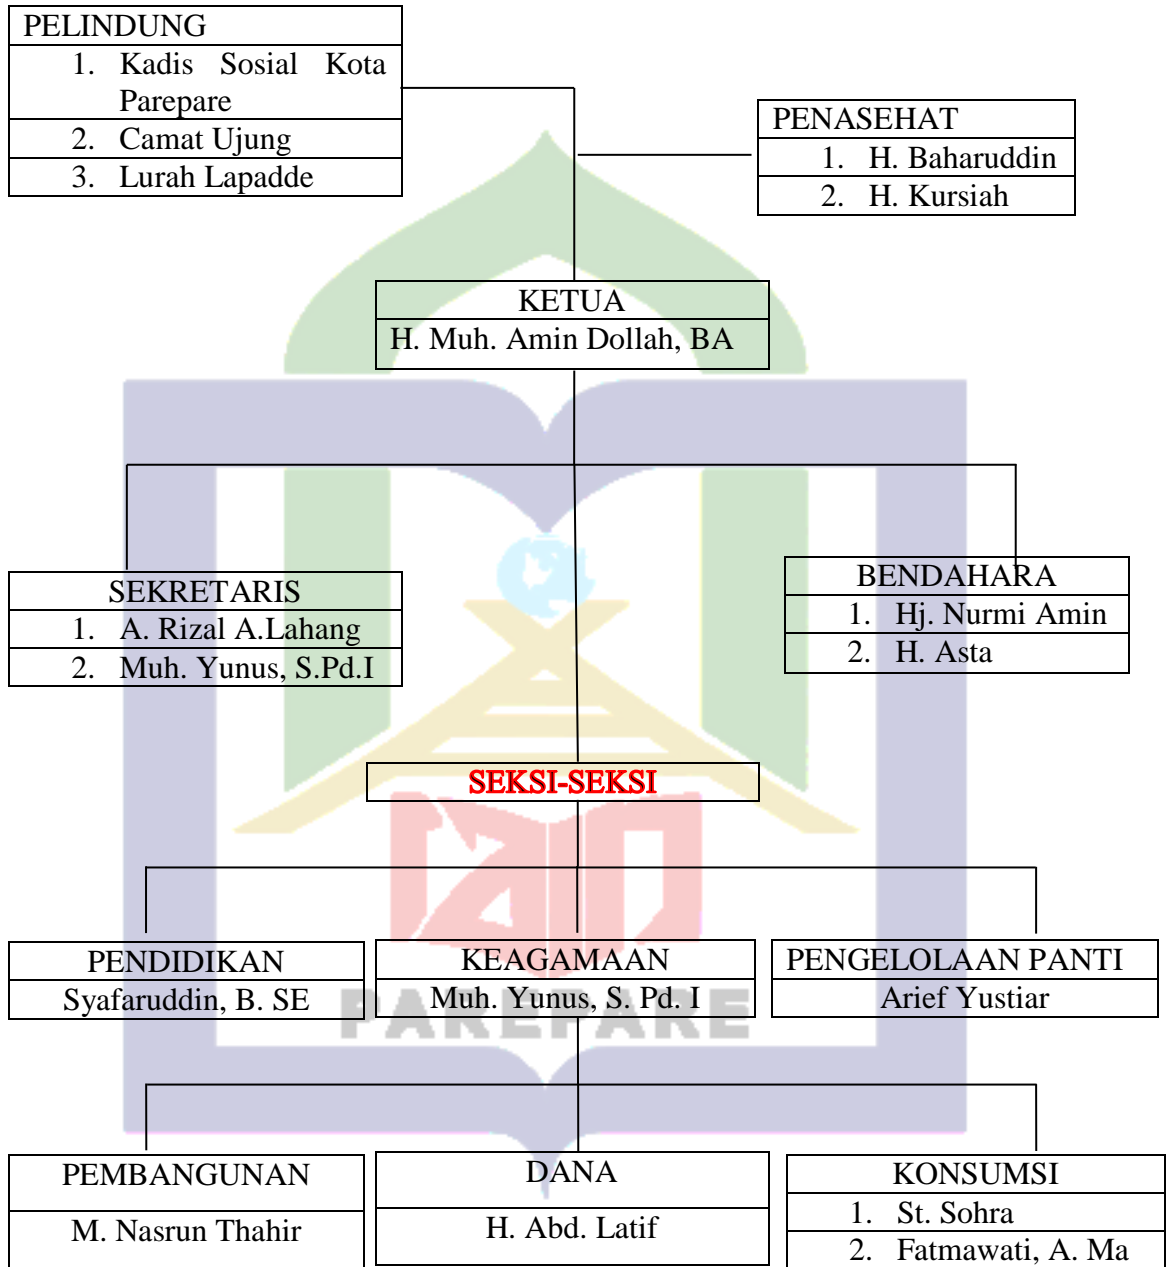 PELINDUNG
1. Kadis Sosial Kota
Parepare
2. Camat Ujung
3. Lurah Lapadde
PENASEHAT
1. H. Baharuddin
2. H. Kursiah
KETUA
H. Muh. Amin Dollah, BA
SEKRETARIS
1. A. Rizal A.Lahang
2. Muh. Yunus, S.Pd.I
BENDAHARA
1. Hj. Nurmi Amin
2. H. Asta
SEKSI-SEKSI
PENDIDIKAN
Syafaruddin, B. SE
KEAGAMAAN
Muh. Yunus, S. Pd. I
PENGELOLAAN PANTI
Arief Yustiar
PAREPARE
PEMBANGUNAN
M. Nasrun Thahir
DANA
H. Abd. Latif
KONSUMSI
1. St. Sohra
2. Fatmawati, A. Ma